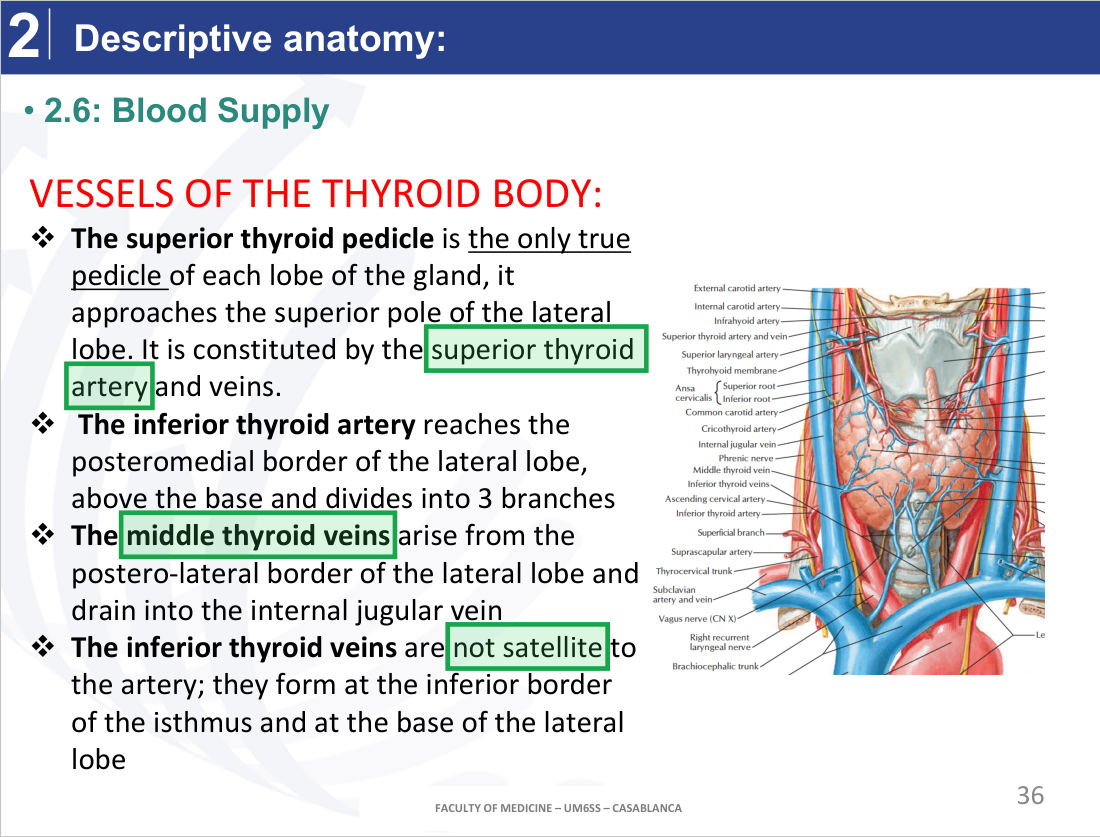 2
Descriptive anatomy:
• 2.6: Blood Supply
VESSELS OF THE THYROID BODY:
❖ The superior thyroid pedicle is the only true
pedicle of each lobe of the gland, it
approaches the superior pole of the lateral
lobe. It is constituted by the superior thyroid
artery and veins.
❖ The inferior thyroid artery reaches the
posteromedial border of the lateral lobe,
above the base and divides into 3 branches
❖ The middle thyroid veins arise from the
postero-lateral border of the lateral lobe and
drain into the internal jugular vein
❖ The inferior thyroid veins are not satellite to
the artery; they form at the inferior border
of the isthmus and at the base of the lateral
lobe
External carotid artery
Internal carotid artery
Infrahyoid artery
Superior thyroid artery and vein
Superior laryngeal artery
Thyrohyoid membrane
Ansa
cervicalis
Superior root
Inferior root
Common carotid artery
Cricothyroid artery
Internal jugular vein
Phrenic nerve
Middle thyroid vein
Inferior thyroid veins
Ascending cervical artery
Inferior thyroid artery
Superficial branch
Suprascapular artery
Thyrocervical trunk
Subclavian
artery and vein
Vagus nerve (CN X)
Right recurrent
laryngeal nerve
Brachiocephalic trunk
Le
FACULTY OF MEDICINE – UM6SS – CASABLANCA
36